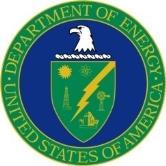 DEPARTMENT OF ENERGY
UNITED STATES OF AMERICA